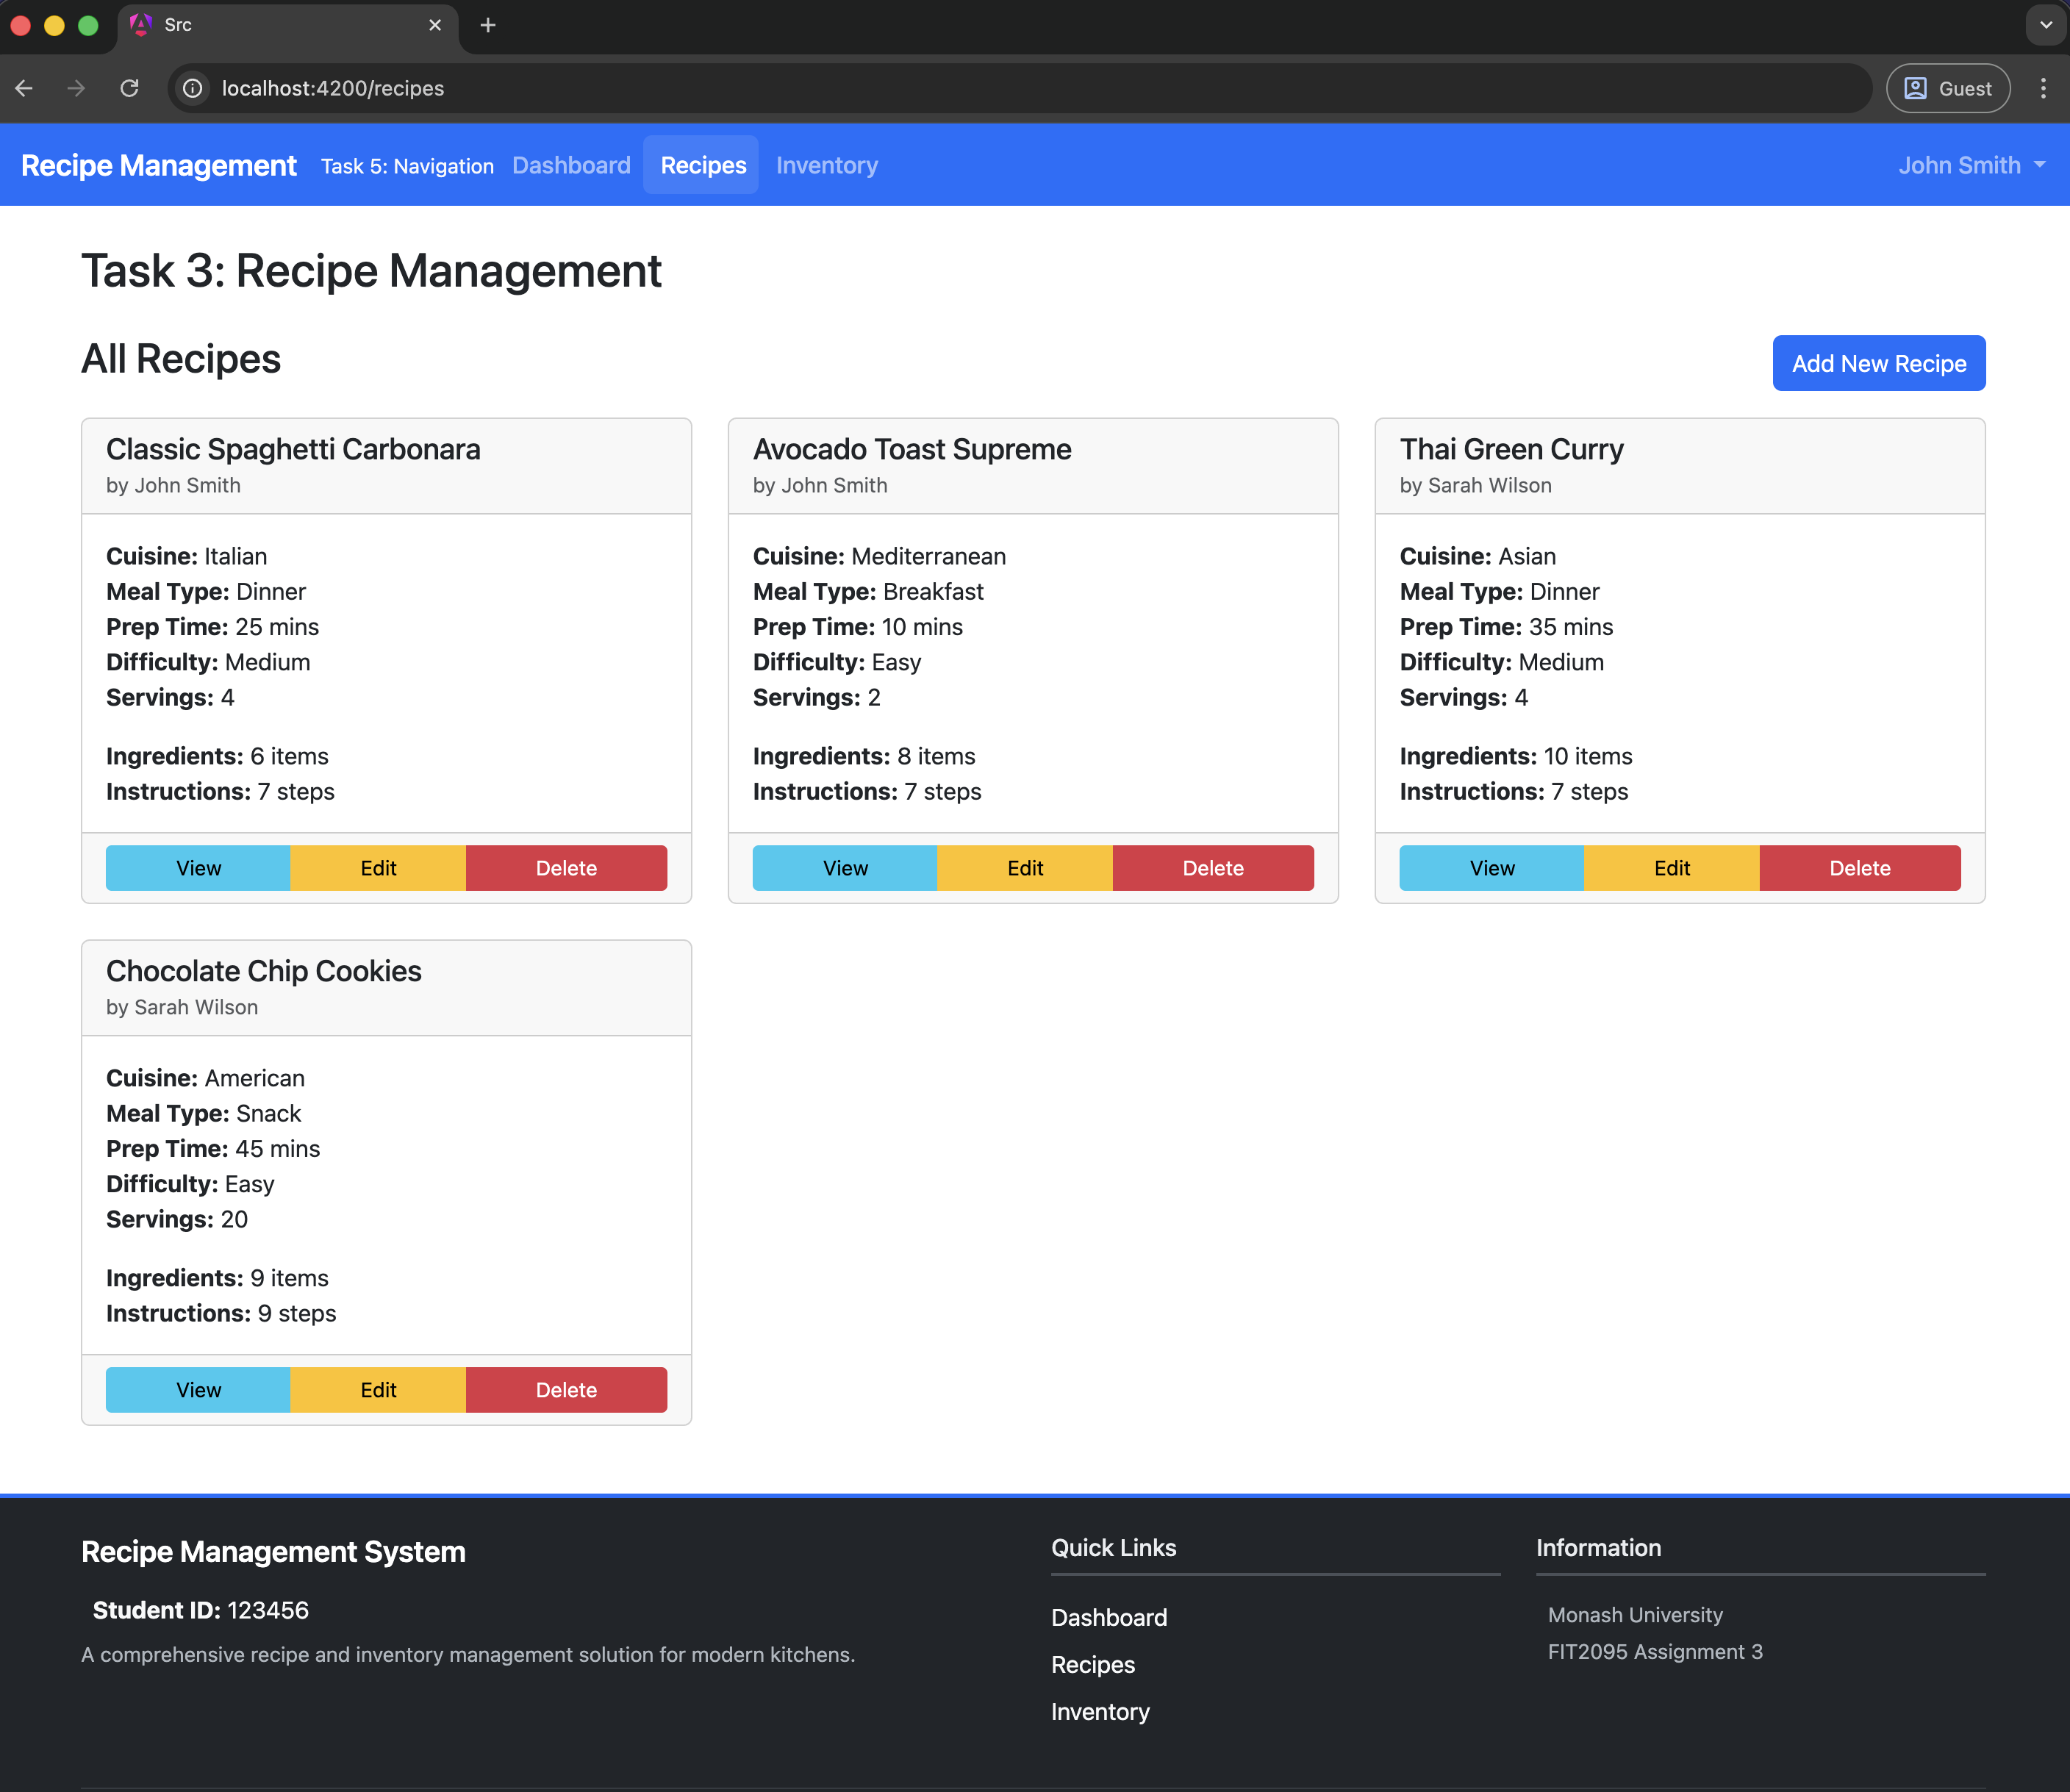 Src
localhost:4200/recipes
Guest
Recipe Management
Task 5: Navigation
Dashboard
Recipes
Inventory
John Smith
Task 3: Recipe Management
All Recipes
Add New Recipe
Classic Spaghetti Carbonara
by John Smith
Cuisine: Italian
Meal Type: Dinner
Prep Time: 25 mins
Difficulty: Medium
Servings: 4
Ingredients: 6 items
Instructions: 7 steps
View
Edit
Delete
Avocado Toast Supreme
by John Smith
Cuisine: Mediterranean
Meal Type: Breakfast
Prep Time: 10 mins
Difficulty: Easy
Servings: 2
Ingredients: 8 items
Instructions: 7 steps
View
Edit
Delete
Thai Green Curry
by Sarah Wilson
Cuisine: Asian
Meal Type: Dinner
Prep Time: 35 mins
Difficulty: Medium
Servings: 4
Ingredients: 10 items
Instructions: 7 steps
View
Edit
Delete
Chocolate Chip Cookies
by Sarah Wilson
Cuisine: American
Meal Type: Snack
Prep Time: 45 mins
Difficulty: Easy
Servings: 20
Ingredients: 9 items
Instructions: 9 steps
View
Edit
Delete
Recipe Management System
Student ID: 123456
A comprehensive recipe and inventory management solution for modern kitchens.
Quick Links
Dashboard
Recipes
Inventory
Information
Monash University
FIT2095 Assignment 3